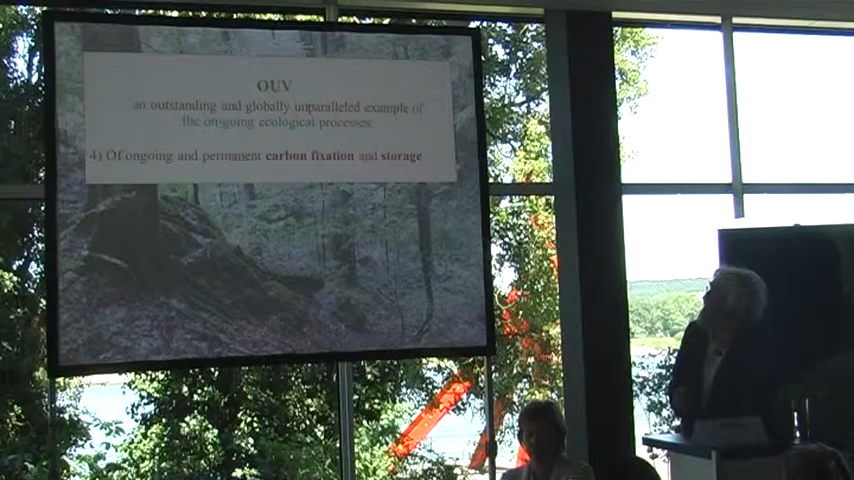 OUV
an outstanding and globally unparalleled example of
the on-going ecological processes:
4) Of ongoing and permanent carbon fixation and storage